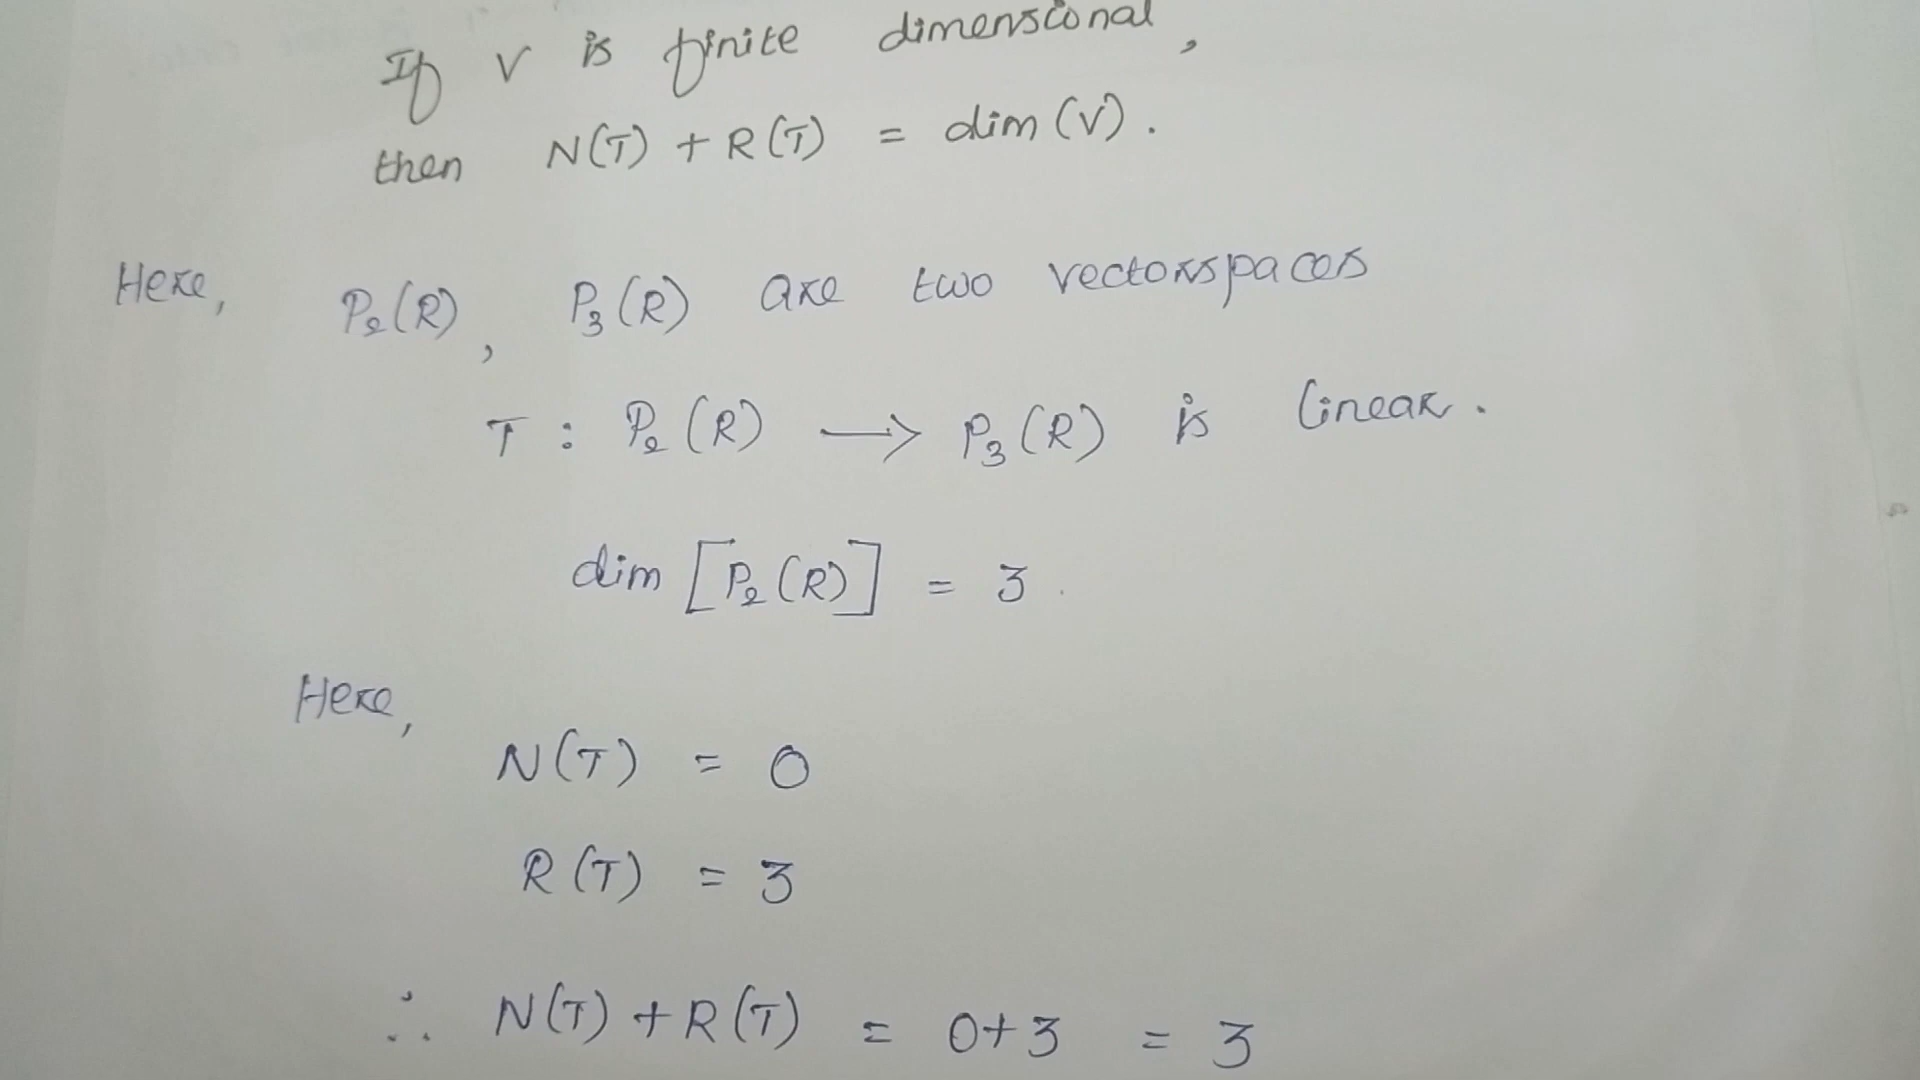 If V is finite dimensional,
then N(T) + R(T) = dim (V).
Here, P₂(R), P₃(R) are two vectorspaces
T : P₂(R) → P₃(R) is linear.
dim [P₂(R)] = 3.
Here,
N(T) = 0
R(T) = 3
∴ N(T) + R(T) = 0+3 = 3